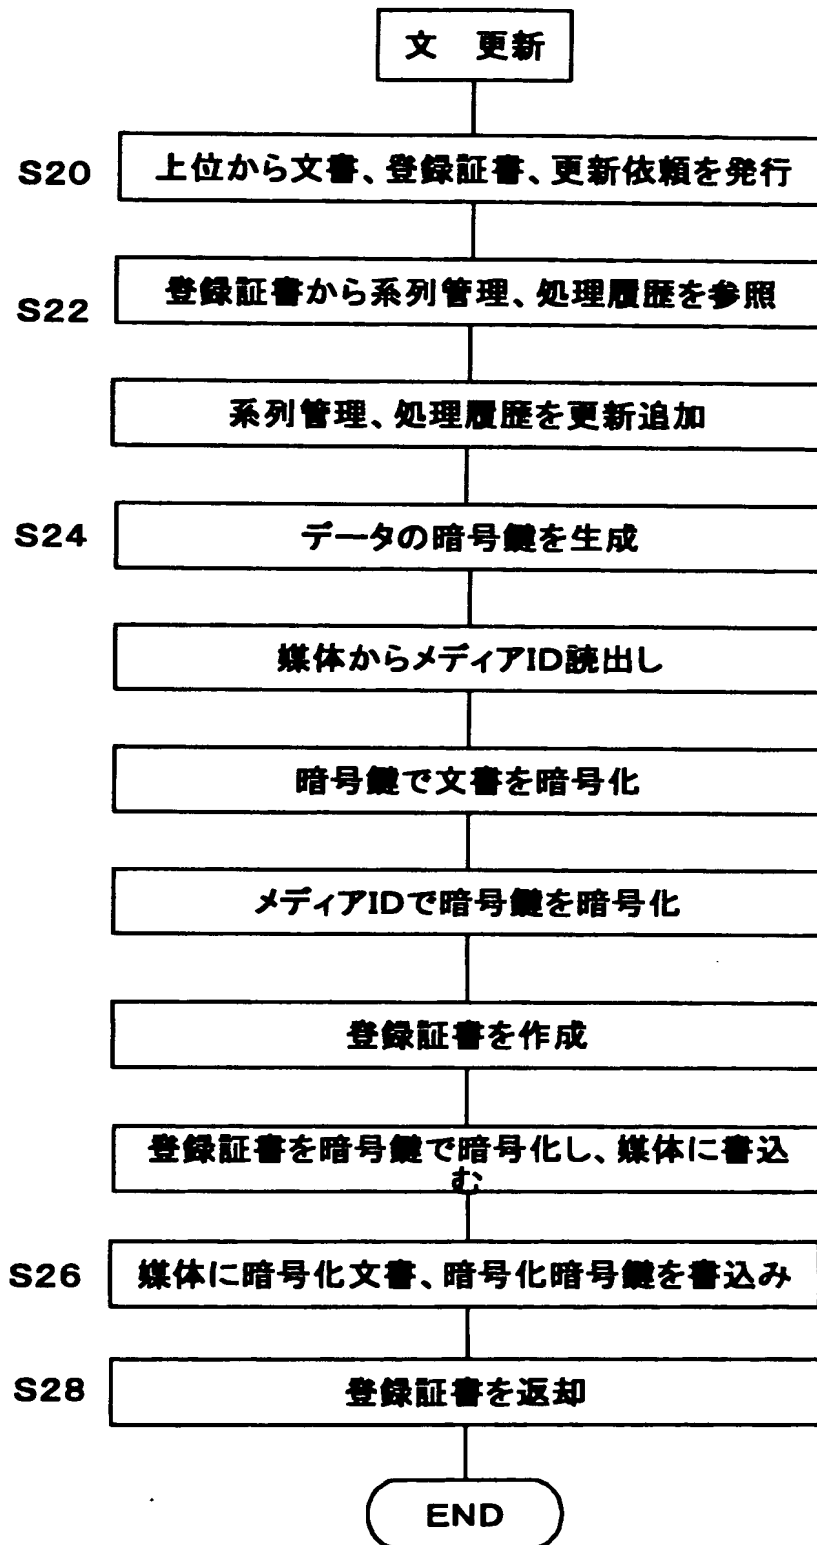 文 更新
S20 上位から文書、登録証書、更新依頼を発行
S22 登録証書から系列管理、処理履歴を参照
系列管理、処理履歴を更新追加
S24 データの暗号鍵を生成
媒体からメディアID読出し
暗号鍵で文書を暗号化
メディアIDで暗号鍵を暗号化
登録証書を作成
登録証書を暗号鍵で暗号化し、媒体に書込
む
S26 媒体に暗号化文書、暗号化暗号鍵を書込み
S28 登録証書を返却
END